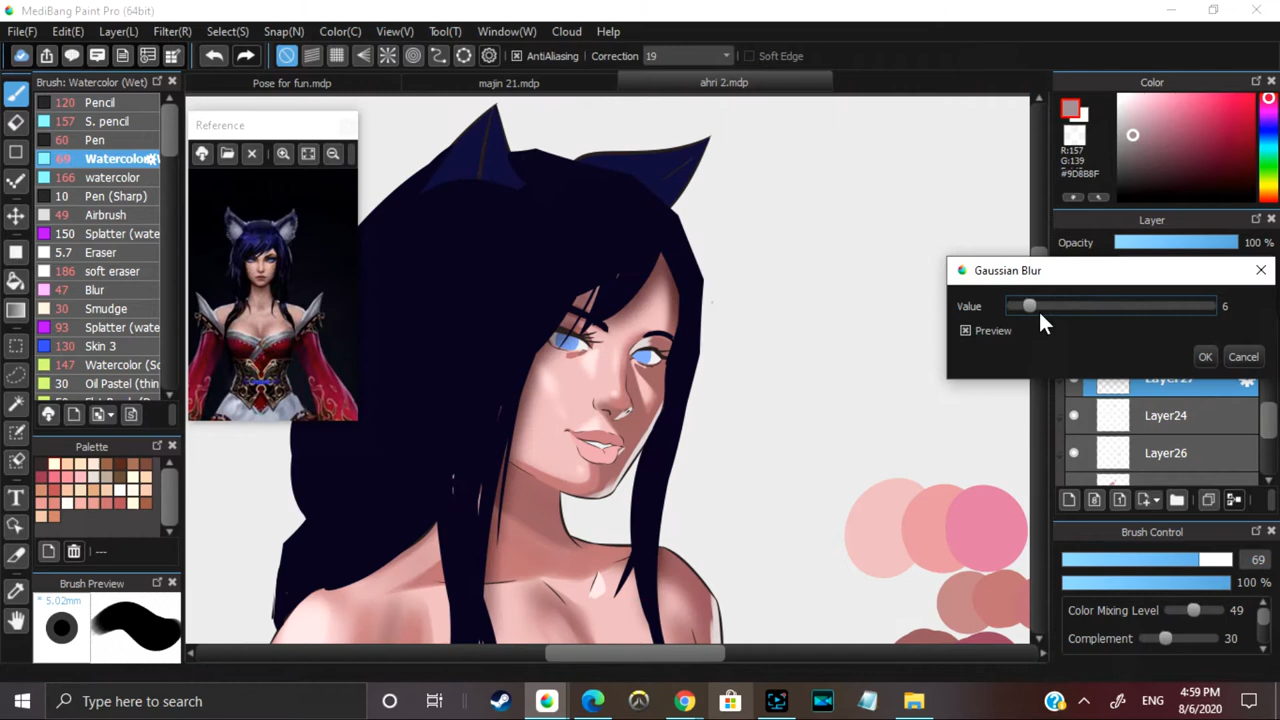 MediBang Paint Pro (64bit)
File(F) Edit(E) Layer(L) Filter(R) Select(S) Snap(N) Color(C) View(V) Tool(T) Window(W) Cloud Help
AntiAliasing Correction 19 Soft Edge
Brush: Watercolor (Wet)
Pose for fun.mdp majin 21.mdp ahri 2.mdp
120 Pencil
157 S. pencil
60 Pen
69 Watercolor
166 watercolor
10 Pen (Sharp)
49 Airbrush
150 Splatter (wate
5.7 Eraser
186 soft eraser
47 Blur
30 Smudge
93 Splatter (wate
130 Skin 3
147 Watercolor (Sc
30 Oil Pastel (thin
Palette
---
Brush Preview
5.02mm
Reference
Color
R:157
G:139
#9D8B8F
Layer
Opacity 100 %
Gaussian Blur
Value 6
Preview
OK Cancel
Layer27
Layer24
Layer26
Brush Control
69
100 %
Color Mixing Level 49
Complement 30
Type here to search
ENG
4:59 PM
8/6/2020